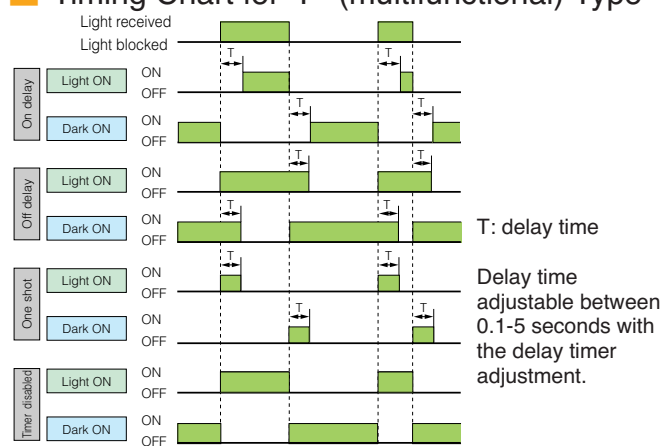 Timing Chart for "T" (multifunctional) Type
Light received
Light blocked
On delay
Light ON
ON
OFF
T
T
Dark ON
ON
OFF
T
T
Off delay
Light ON
ON
OFF
T
T
Dark ON
ON
OFF
T
T
T: delay time
One shot
Light ON
ON
OFF
T
T
Delay time
adjustable between
0.1-5 seconds with
the delay timer
adjustment.
Dark ON
ON
OFF
T
T
Timer disabled
Light ON
ON
OFF
Dark ON
ON
OFF